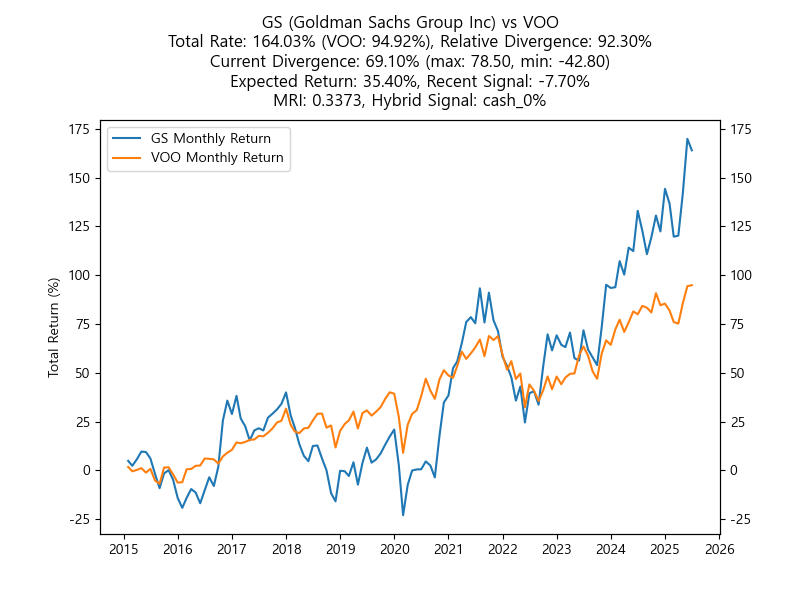 GS (Goldman Sachs Group Inc) vs VOO
Total Rate: 164.03% (VOO: 94.92%), Relative Divergence: 92.30%
Current Divergence: 69.10% (max: 78.50, min: -42.80)
Expected Return: 35.40%, Recent Signal: -7.70%
MRI: 0.3373, Hybrid Signal: cash_0%
GS Monthly Return
VOO Monthly Return
Total Return (%)
175
150
125
100
75
50
25
0
-25
175
150
125
100
75
50
25
0
-25
2015 2016 2017 2018 2019 2020 2021 2022 2023 2024 2025 2026